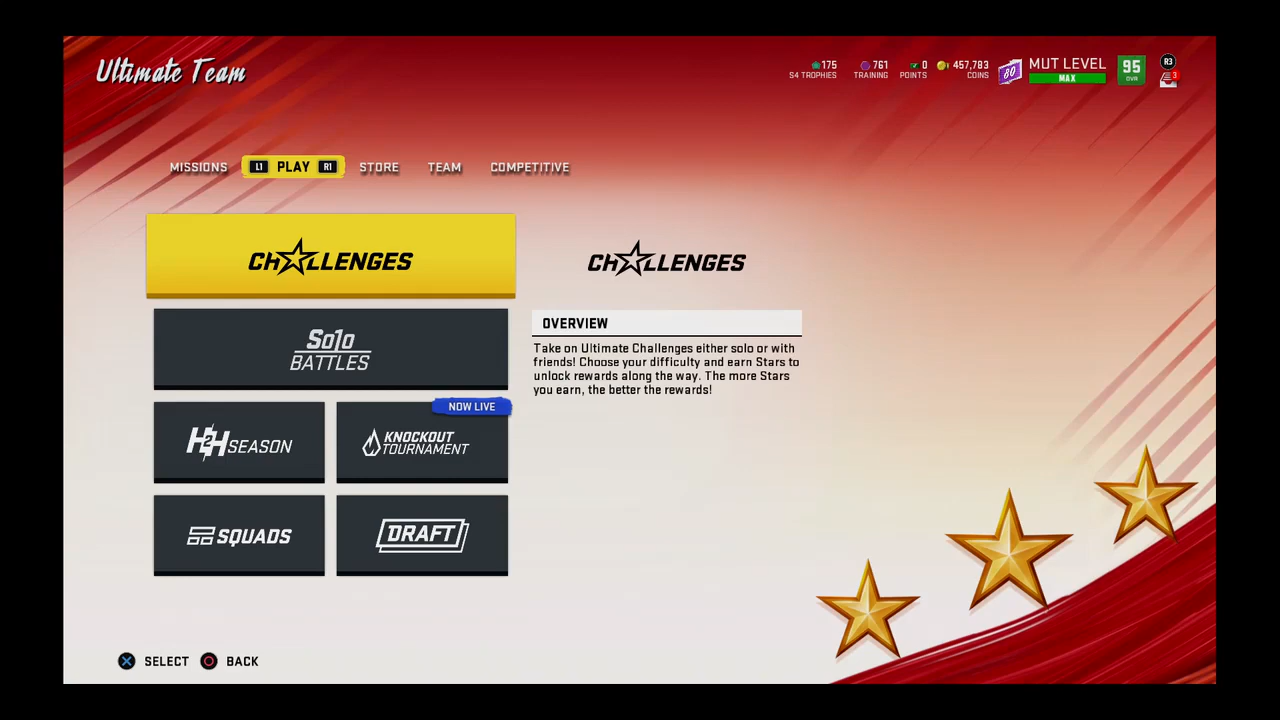 Ultimate Team
175
S4 TROPHIES
761
TRAINING
0
POINTS
457,783
COINS
80
MUT LEVEL
MAX
95
OVR
R3
3
MISSIONS
L1 PLAY R1
STORE
TEAM
COMPETITIVE
CHALLENGES
Solo
BATTLES
H2H SEASON
NOW LIVE
KNOCKOUT
TOURNAMENT
SQUADS
DRAFT
CHALLENGES
OVERVIEW
Take on Ultimate Challenges either solo or with
friends! Choose your difficulty and earn Stars to
unlock rewards along the way. The more Stars
you earn, the better the rewards!
SELECT
BACK